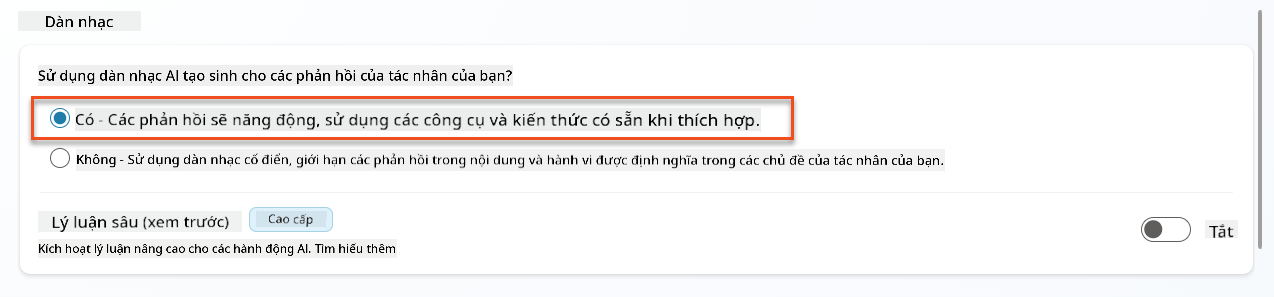 Dàn nhạc
Sử dụng dàn nhạc AI tạo sinh cho các phản hồi của tác nhân của bạn?
Có - Các phản hồi sẽ năng động, sử dụng các công cụ và kiến thức có sẵn khi thích hợp.
Không - Sử dụng dàn nhạc cổ điển, giới hạn các phản hồi trong nội dung và hành vi được định nghĩa trong các chủ đề của tác nhân của bạn.
Lý luận sâu (xem trước) Cao cấp
Tắt
Kích hoạt lý luận nâng cao cho các hành động AI. Tìm hiểu thêm